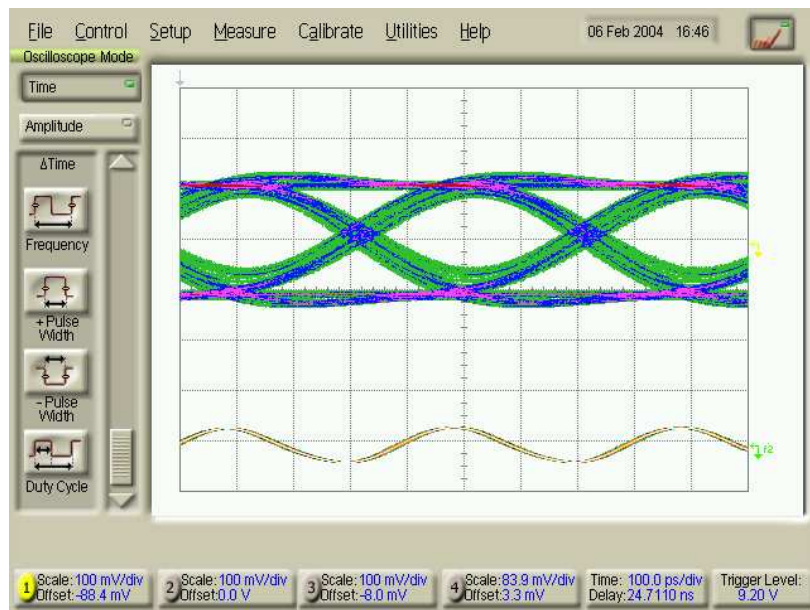 File Control Setup Measure Calibrate Utilities Help 06 Feb 2004 16:46
Oscilloscope Mode
Time
Amplitude
ΔTime
Frequency
+ Pulse
Width
- Pulse
Width
Duty Cycle
1 Scale: 100 mV/div
Offset:-88.4 mV
2 Scale: 100 mV/div
Offset:0.0 V
3 Scale: 100 mV/div
Offset:-8.0 mV
4 Scale:83.9 mV/div
Offset:3.3 mV
Time: 100.0 ps/div
Delay:24.7110 ns
Trigger Level:
9.20 V